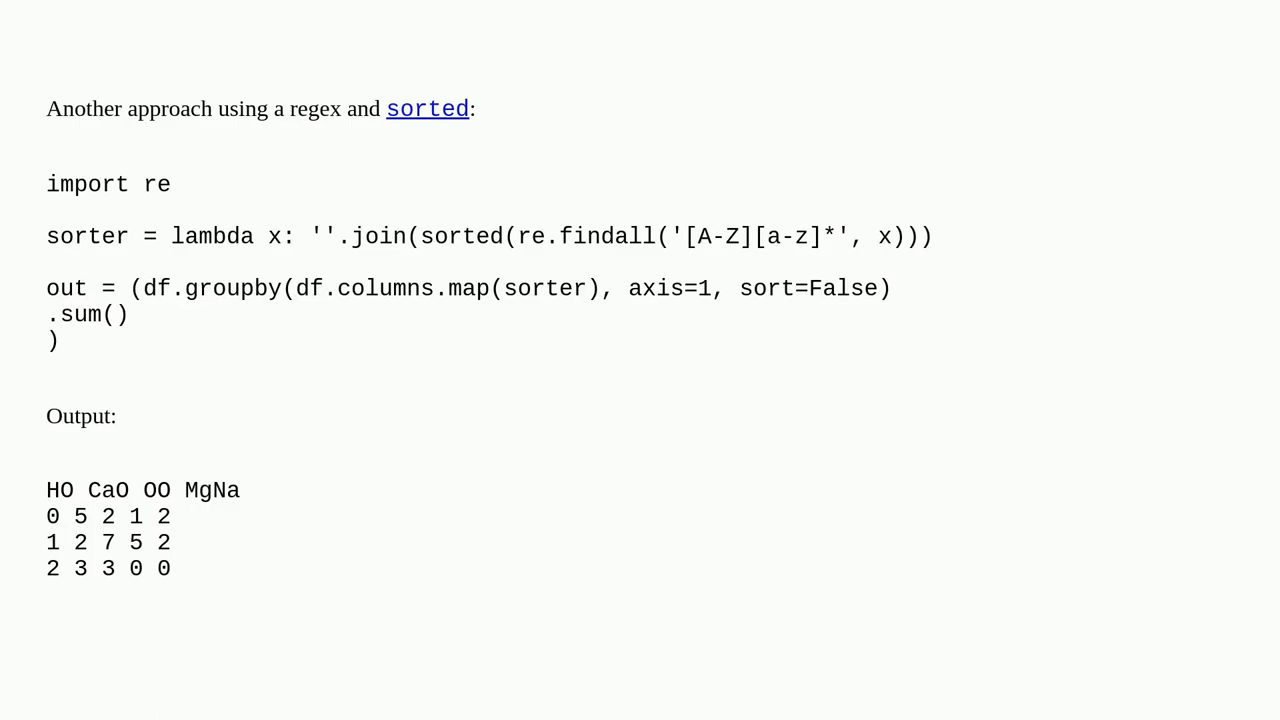 Another approach using a regex and sorted:
import re
sorter = lambda x: ''.join(sorted(re.findall('[A-Z][a-z]*', x)))
out = (df.groupby(df.columns.map(sorter), axis=1, sort=False)
.sum()
)
Output:
HO CaO OO MgNa
0 5 2 1 2
1 2 7 5 2
2 3 3 0 0